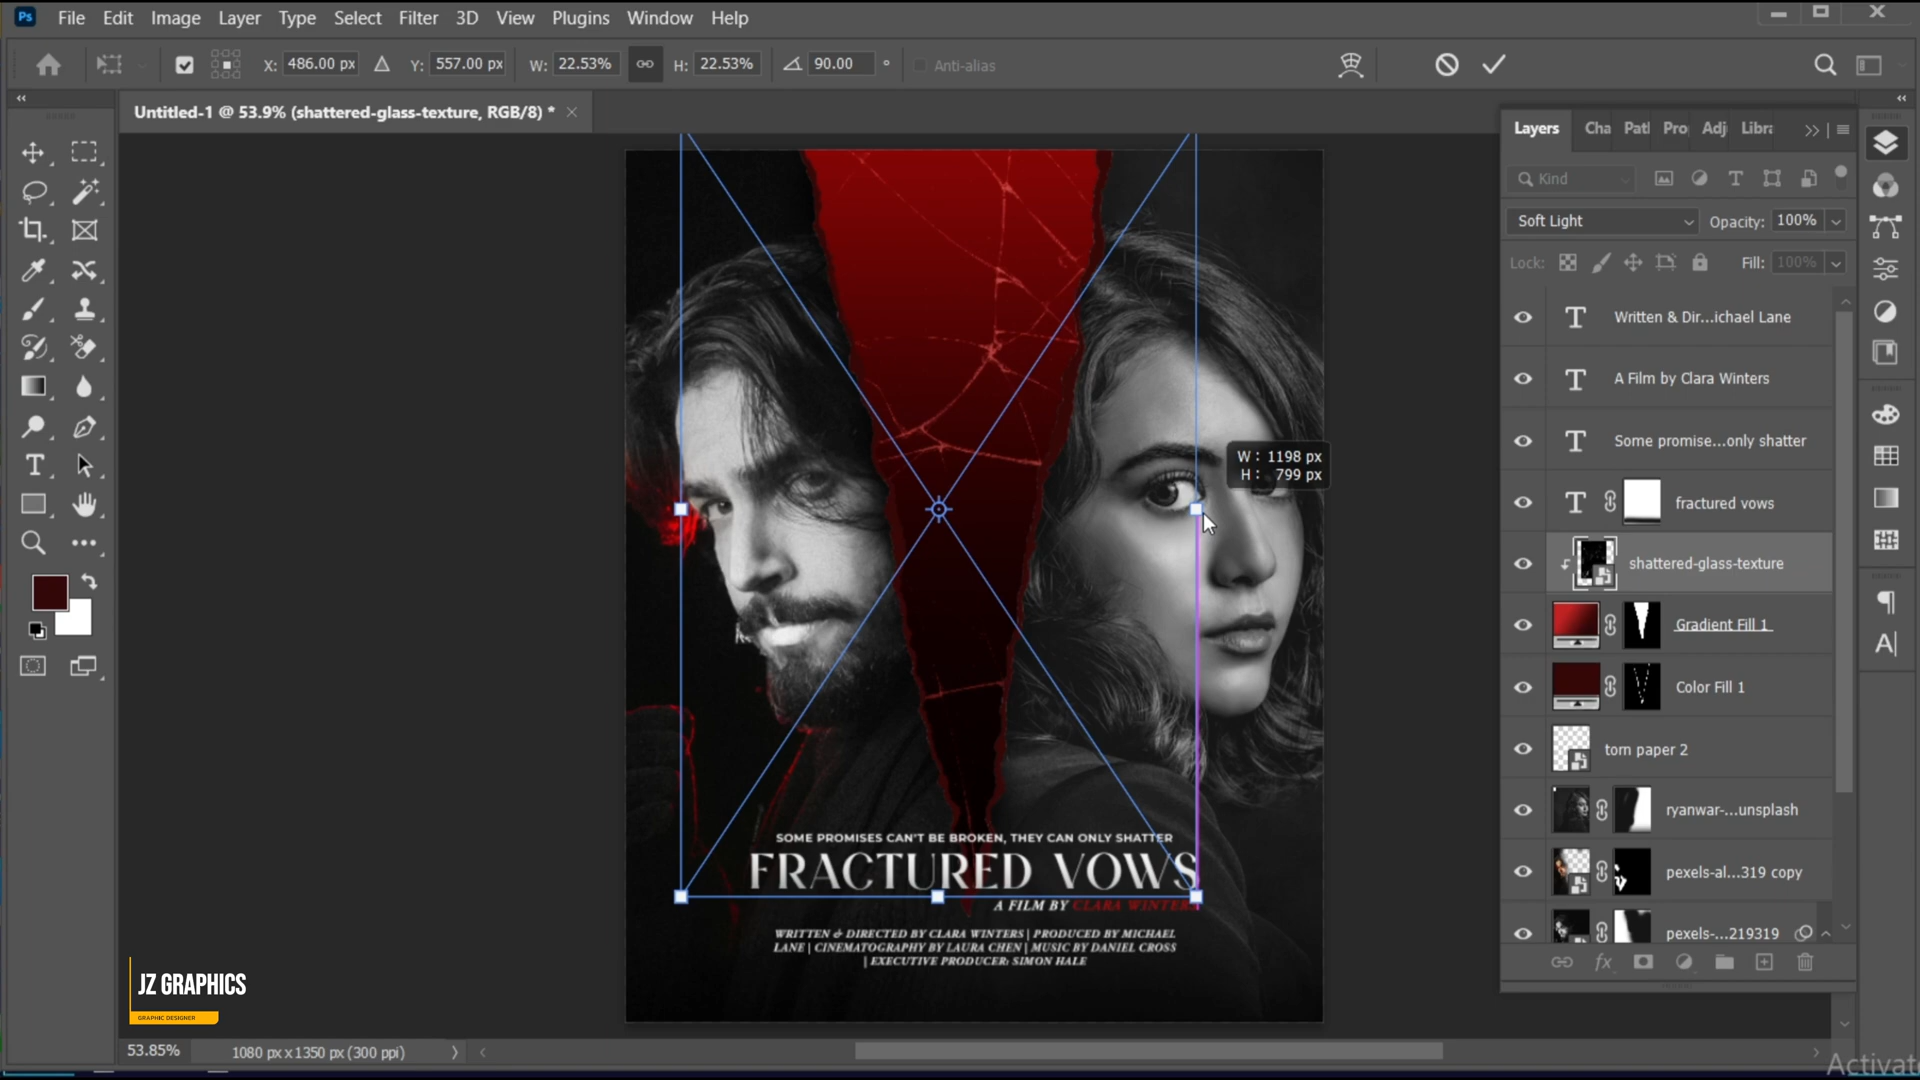 Ps File Edit Image Layer Type Select Filter 3D View Plugins Window Help
X: 486.00 px Y: 557.00 px W: 22.53% H: 22.53% 90.00 ° Anti-alias
Untitled-1 @ 53.9% (shattered-glass-texture, RGB/8) *
Layers Cha Patl Pro Adj Libra
Kind
Soft Light Opacity: 100%
Lock: Fill: 100%
Written & Dir...ichael Lane
A Film by Clara Winters
Some promise...only shatter
fractured vows
shattered-glass-texture
Gradient Fill 1
Color Fill 1
torn paper 2
ryanwar-...unsplash
pexels-al...319 copy
pexels-...219319
W: 1198 px
H: 799 px
SOME PROMISES CAN'T BE BROKEN, THEY CAN ONLY SHATTER
FRACTURED VOWS
A FILM BY CLARA WINTERS
WRITTEN & DIRECTED BY CLARA WINTERS | PRODUCED BY MICHAEL
LANE | CINEMATOGRAPHY BY LAURA CHEN | MUSIC BY DANIEL CROSS
| EXECUTIVE PRODUCER: SIMON HALE
JZ GRAPHICS
GRAPHIC DESIGNER
53.85% 1080 px x 1350 px (300 ppi)
Activat